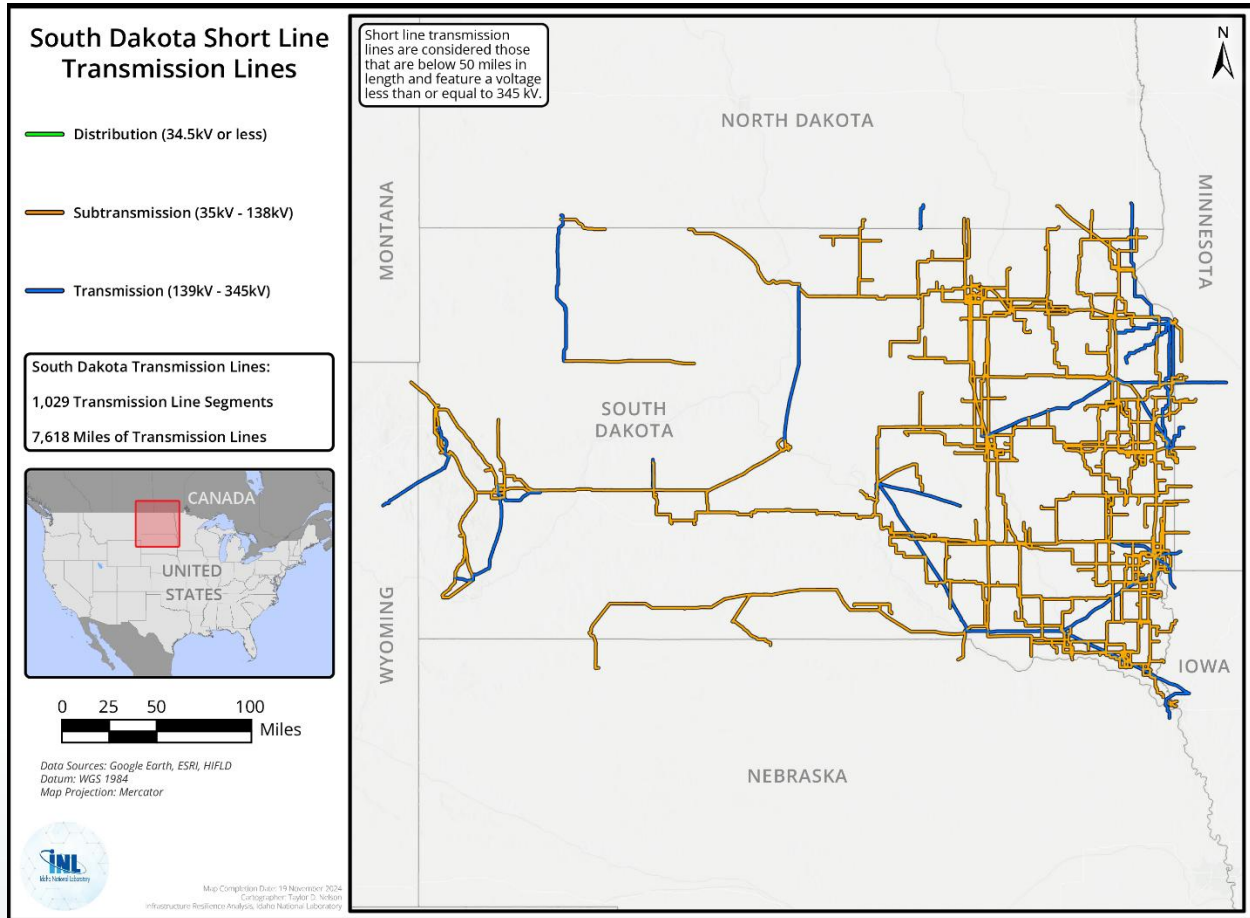 South Dakota Short Line
Transmission Lines
Distribution (34.5kV or less)
Subtransmission (35kV - 138kV)
Transmission (139kV - 345kV)
South Dakota Transmission Lines:
1,029 Transmission Line Segments
7,618 Miles of Transmission Lines
CANADA
UNITED
STATES
0 25 50 100
Miles
Data Sources: Google Earth, ESRI, HIFLD
Datum: WGS 1984
Map Projection: Mercator
INL
Idaho National Laboratory
Map Completion Date: 19 November 2024
Cartographer: Taylor D. Nelson
Infrastructure Resilience Analysis, Idaho National Laboratory
Short line transmission
lines are considered those
that are below 50 miles in
length and feature a voltage
less than or equal to 345 kV.
N
NORTH DAKOTA
MONTANA
MINNESOTA
SOUTH
DAKOTA
WYOMING
IOWA
NEBRASKA